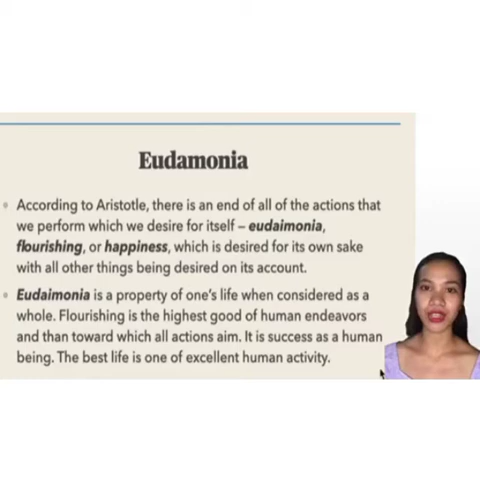 Eudamonia
• According to Aristotle, there is an end of all of the actions that
we perform which we desire for itself – eudaimonia,
flourishing, or happiness, which is desired for its own sake
with all other things being desired on its account.
• Eudaimonia is a property of one's life when considered as a
whole. Flourishing is the highest good of human endeavors
and than toward which all actions aim. It is success as a human
being. The best life is one of excellent human activity.